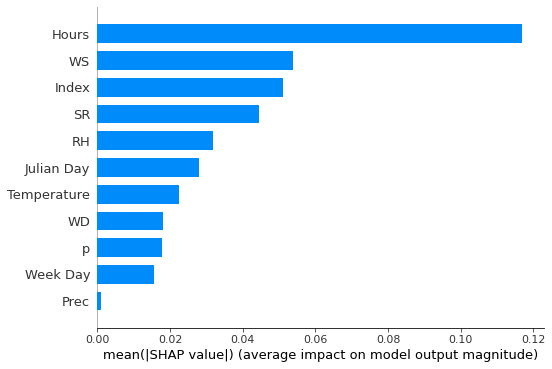 Hours
WS
Index
SR
RH
Julian Day
Temperature
WD
p
Week Day
Prec
0.00 0.02 0.04 0.06 0.08 0.10 0.12
mean(|SHAP value|) (average impact on model output magnitude)